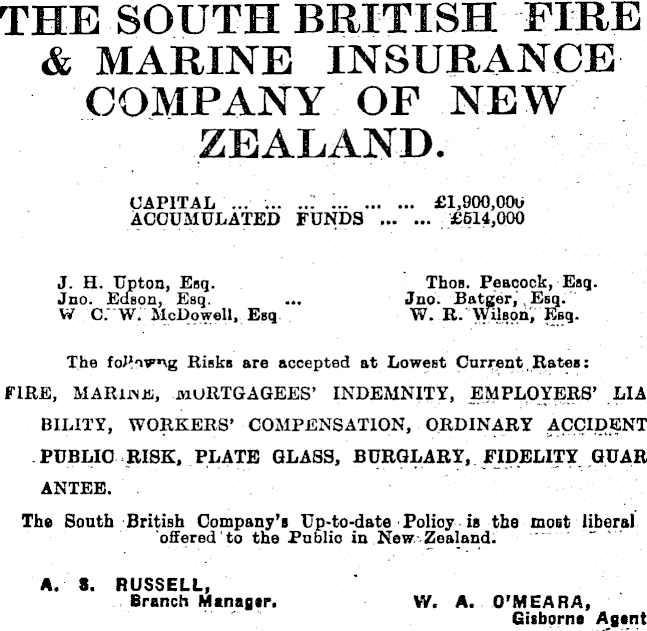 THE SOUTH BRITISH FIRE
& MARINE INSURANCE
COMPANY OF NEW
ZEALAND.
CAPITAL ... ... ... ... ... ... £1,900,000
ACCUMULATED FUNDS ... ... £514,000
J. H. Upton, Esq. Thos. Peacock, Esq.
Jno. Edson, Esq. ... Jno. Batger, Esq.
W C. W. McDowell, Esq W. R. Wilson, Esq.
The following Risks are accepted at Lowest Current Rates:
FIRE, MARINE, MORTGAGEES' INDEMNITY, EMPLOYERS' LIA
BILITY, WORKERS' COMPENSATION, ORDINARY ACCIDENT
PUBLIC RISK, PLATE GLASS, BURGLARY, FIDELITY GUAR
ANTEE.
The South British Company's Up-to-date Policy is the most liberal
offered to the Public in New Zealand.
A. S. RUSSELL,
Branch Manager.
W. A. O'MEARA,
Gisborne Agent